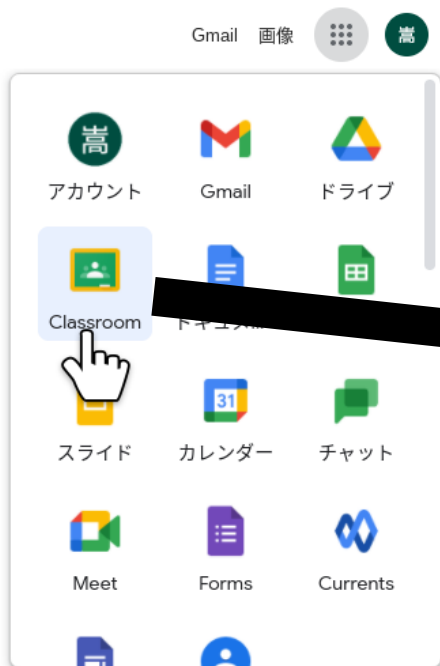 Gmail 画像 嵩
嵩
アカウント Gmail ドライブ
Classroom
31
スライド カレンダー チャット
Meet Forms Currents